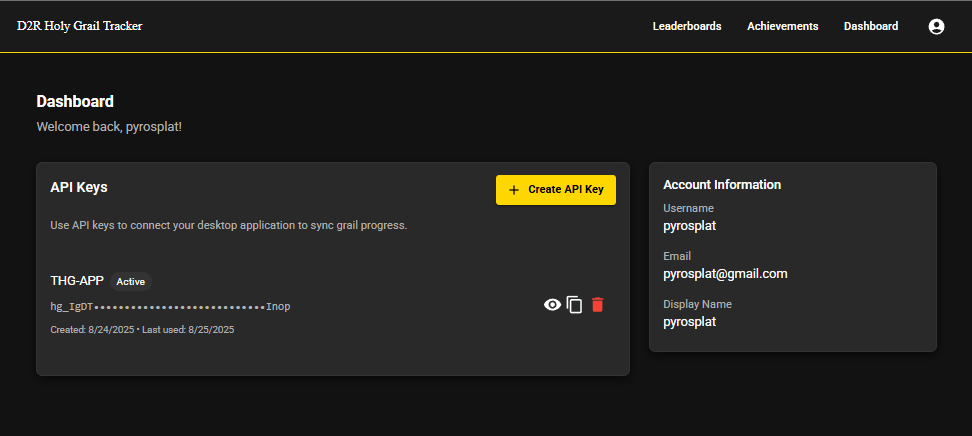 D2R Holy Grail Tracker
Leaderboards
Achievements
Dashboard
Dashboard
Welcome back, pyrosplat!
API Keys
+ Create API Key
Use API keys to connect your desktop application to sync grail progress.
THG-APP Active
hg_IgDT••••••••••••••••••••••••••••Inop
Created: 8/24/2025 • Last used: 8/25/2025
Account Information
Username
pyrosplat
Email
pyrosplat@gmail.com
Display Name
pyrosplat